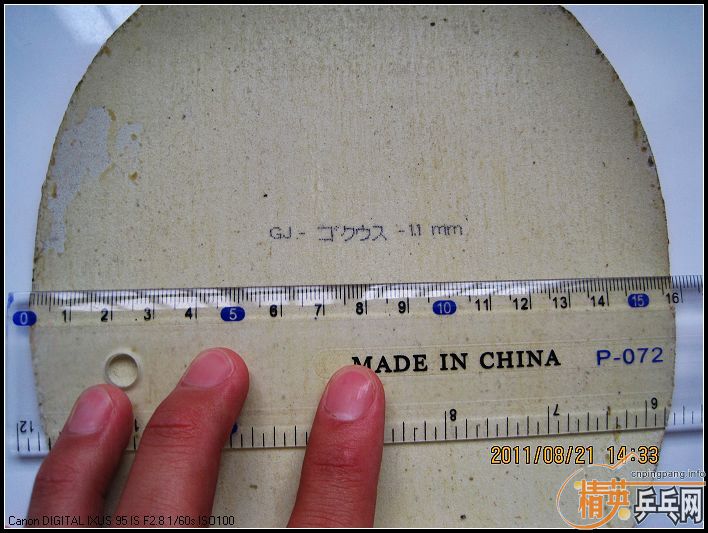 GJ - ゴクウス - 1.1 mm
0 1 2 3 4 5 6 7 8 9 10 11 12 13 14 15 16
MADE IN CHINA P-072
12 8 7 6
2011/08/21 14:33
cnpingpang.info
精英乒乓网
Canon DIGITAL IXUS 95 IS F2.8 1/60s ISO100